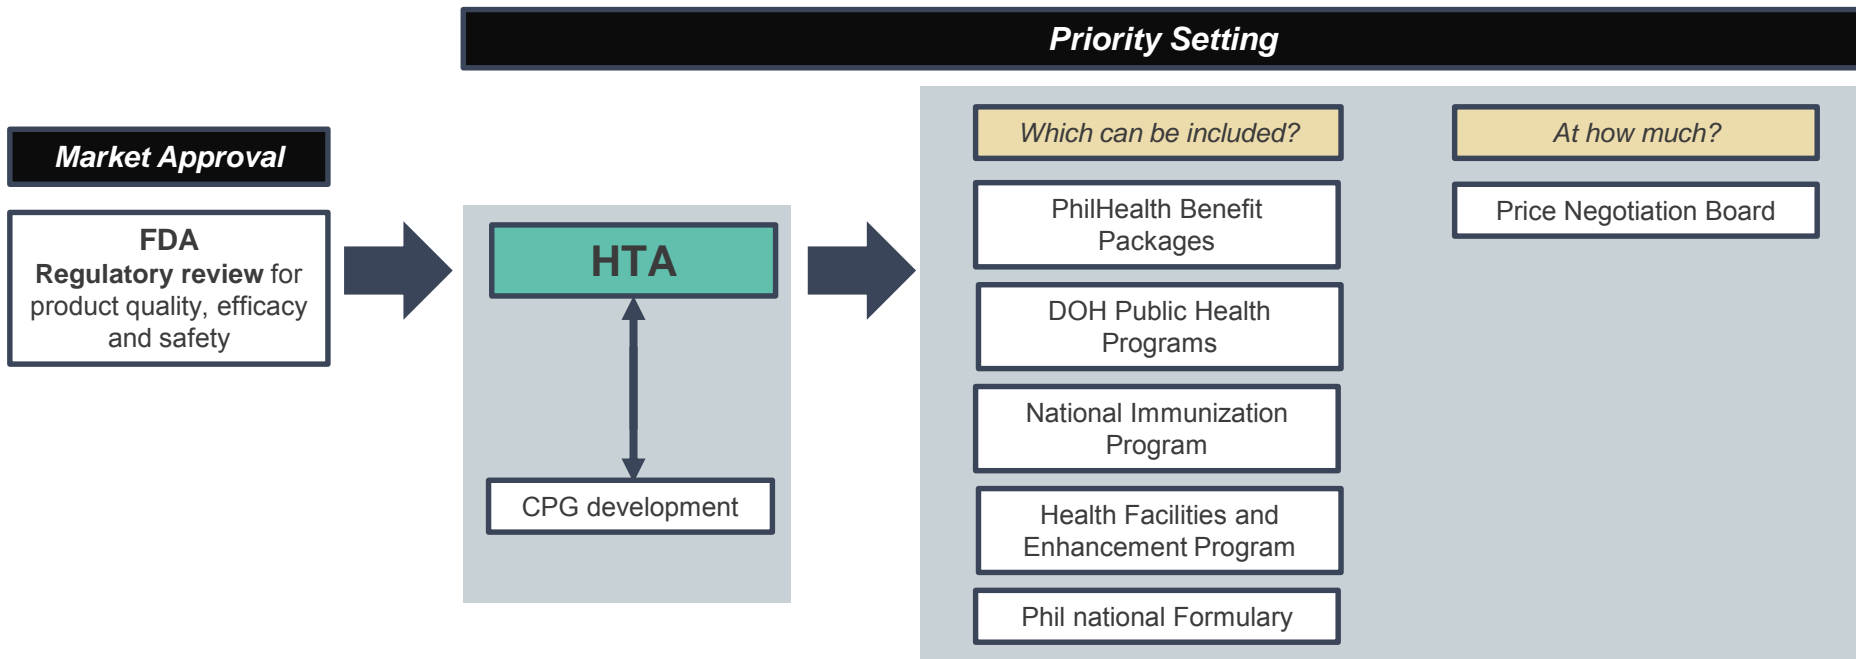 Priority Setting
Market Approval
FDA
Regulatory review for
product quality, efficacy
and safety
HTA
CPG development
Which can be included?
PhilHealth Benefit
Packages
DOH Public Health
Programs
National Immunization
Program
Health Facilities and
Enhancement Program
Phil national Formulary
At how much?
Price Negotiation Board